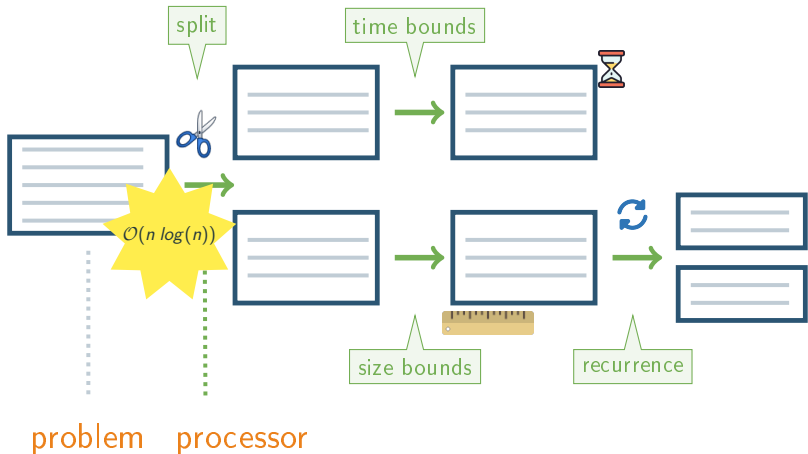 split
time bounds
𝒪(n log(n))
size bounds
recurrence
problem
processor